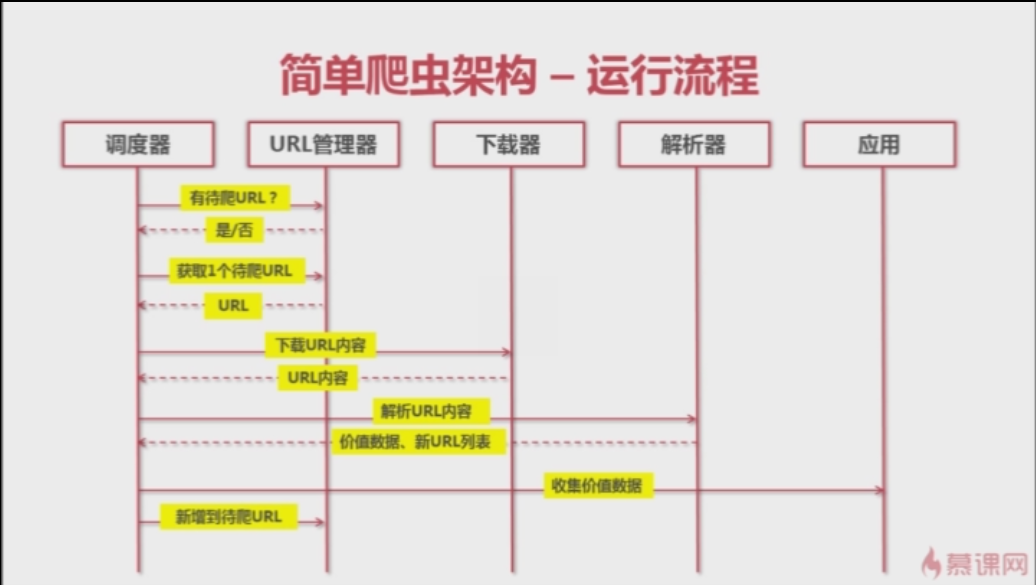 简单爬虫架构 – 运行流程
调度器
URL管理器
下载器
解析器
应用
有待爬URL？
是/否
获取1个待爬URL
URL
下载URL内容
URL内容
解析URL内容
价值数据、新URL列表
收集价值数据
新增到待爬URL
慕课网